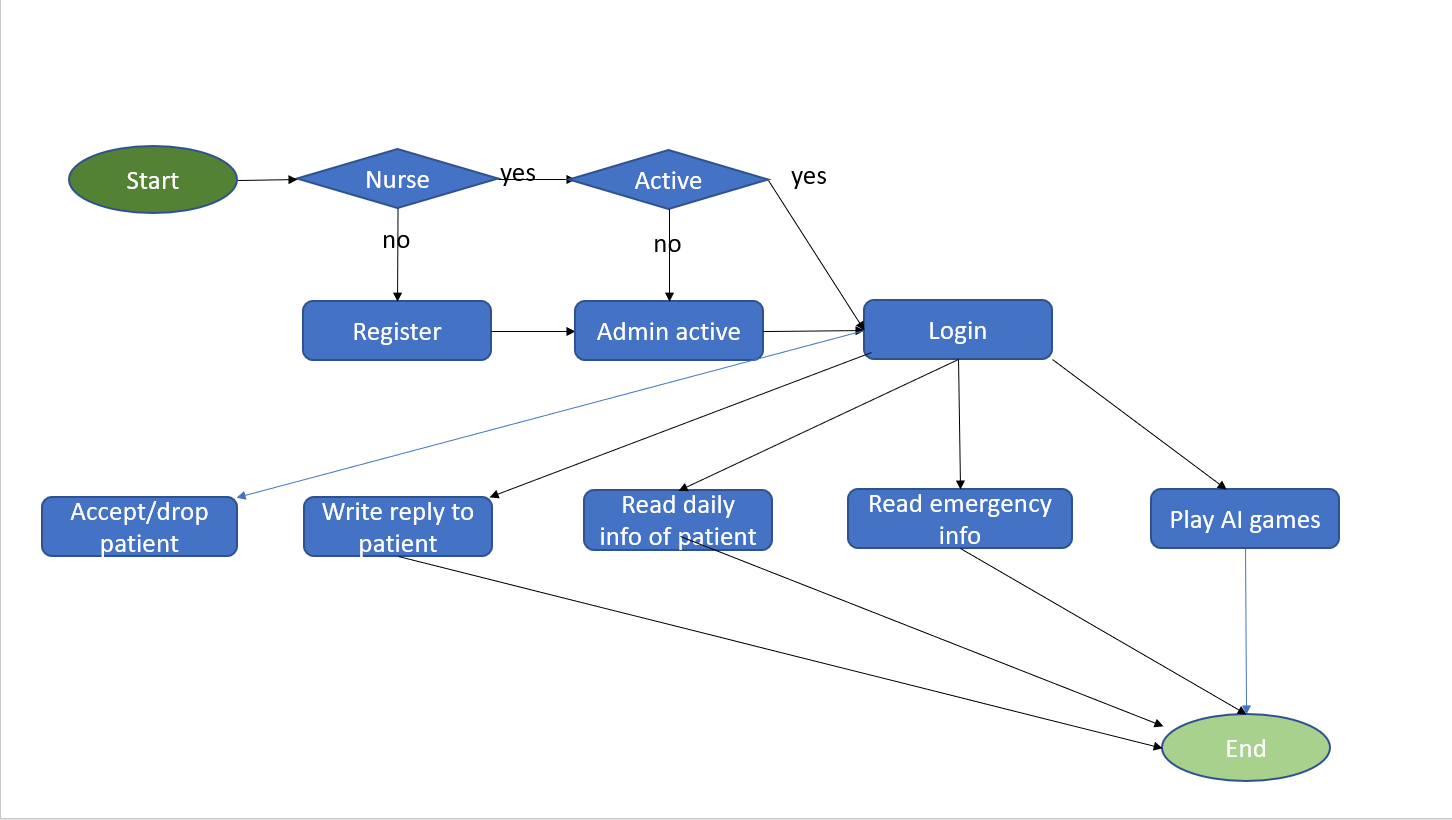 Start
Nurse
yes
Active
yes
no
no
Register
Admin active
Login
Accept/drop
patient
Write reply to
patient
Read daily
info of patient
Read emergency
info
Play AI games
End